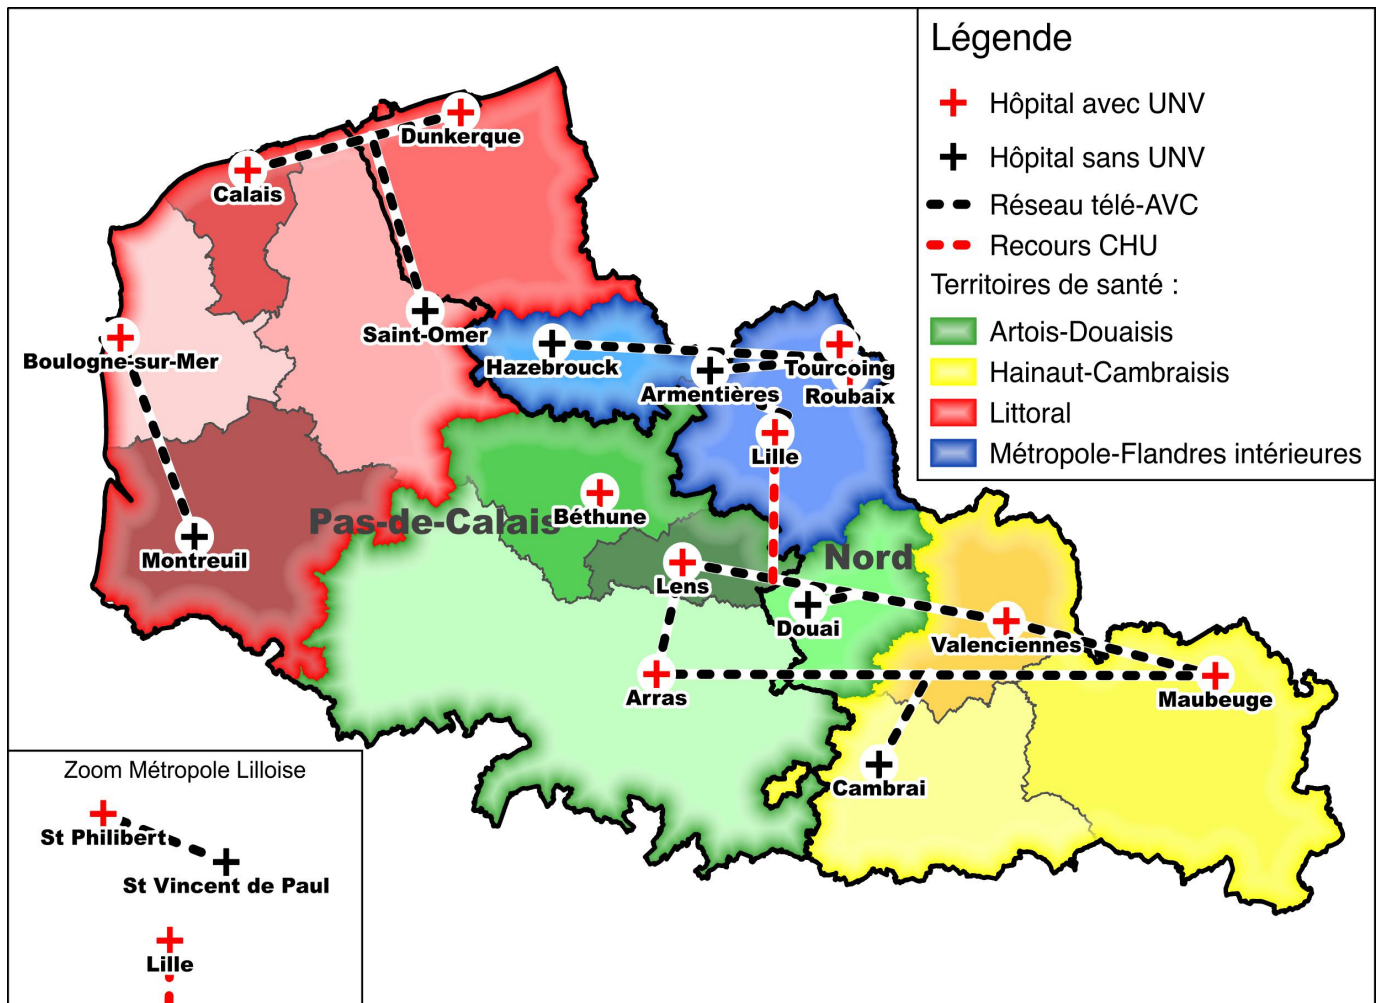 Légende
Hôpital avec UNV
Hôpital sans UNV
Réseau télé-AVC
Recours CHU
Territoires de santé :
Artois-Douaisis
Hainaut-Cambraisis
Littoral
Métropole-Flandres intérieures
Dunkerque
Calais
Saint-Omer
Boulogne-sur-Mer
Hazebrouck
Tourcoing
Armentières
Roubaix
Lille
Pas-de-Calais
Béthune
Nord
Montreuil
Lens
Douai
Valenciennes
Arras
Maubeuge
Cambrai
Zoom Métropole Lilloise
St Philibert
St Vincent de Paul
Lille